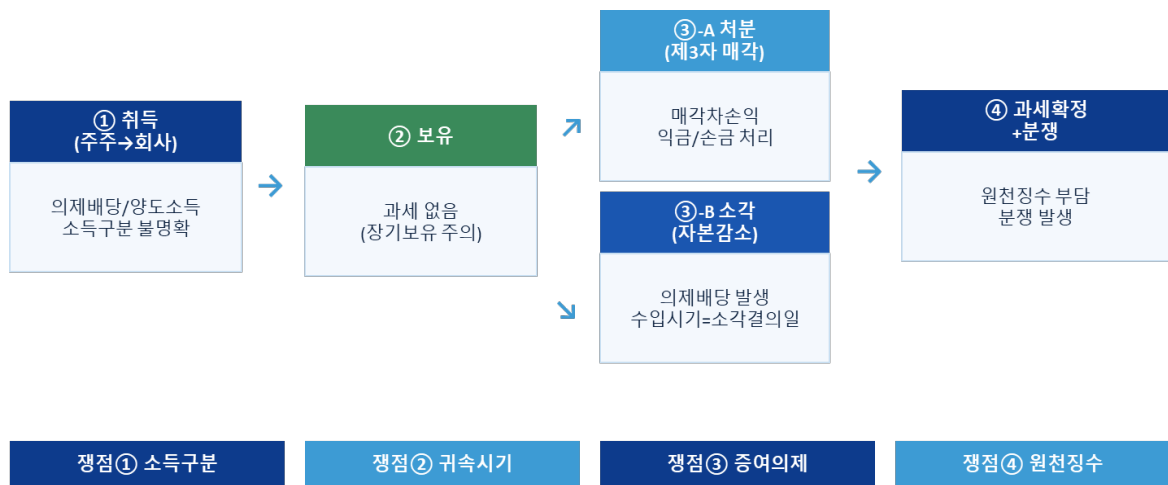 ① 취득
(주주→회사)
의제배당/양도소득
소득구분 불명확
② 보유
과세 없음
(장기보유 주의)
③-A 처분
(제3자 매각)
매각차손익
익금/손금 처리
③-B 소각
(자본감소)
의제배당 발생
수입시기=소각결의일
④ 과세확정
+분쟁
원천징수 부담
분쟁 발생
쟁점① 소득구분
쟁점② 귀속시기
쟁점③ 증여의제
쟁점④ 원천징수